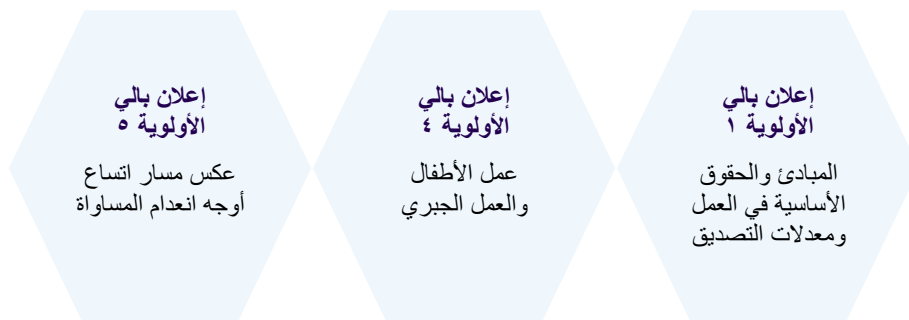 إعلان بالي
الأولوية ١
المبادئ والحقوق
الأساسية في العمل
ومعدلات التصديق
إعلان بالي
الأولوية ٤
عمل الأطفال
والعمل الجبري
إعلان بالي
الأولوية ٥
عكس مسار اتساع
أوجه انعدام المساواة